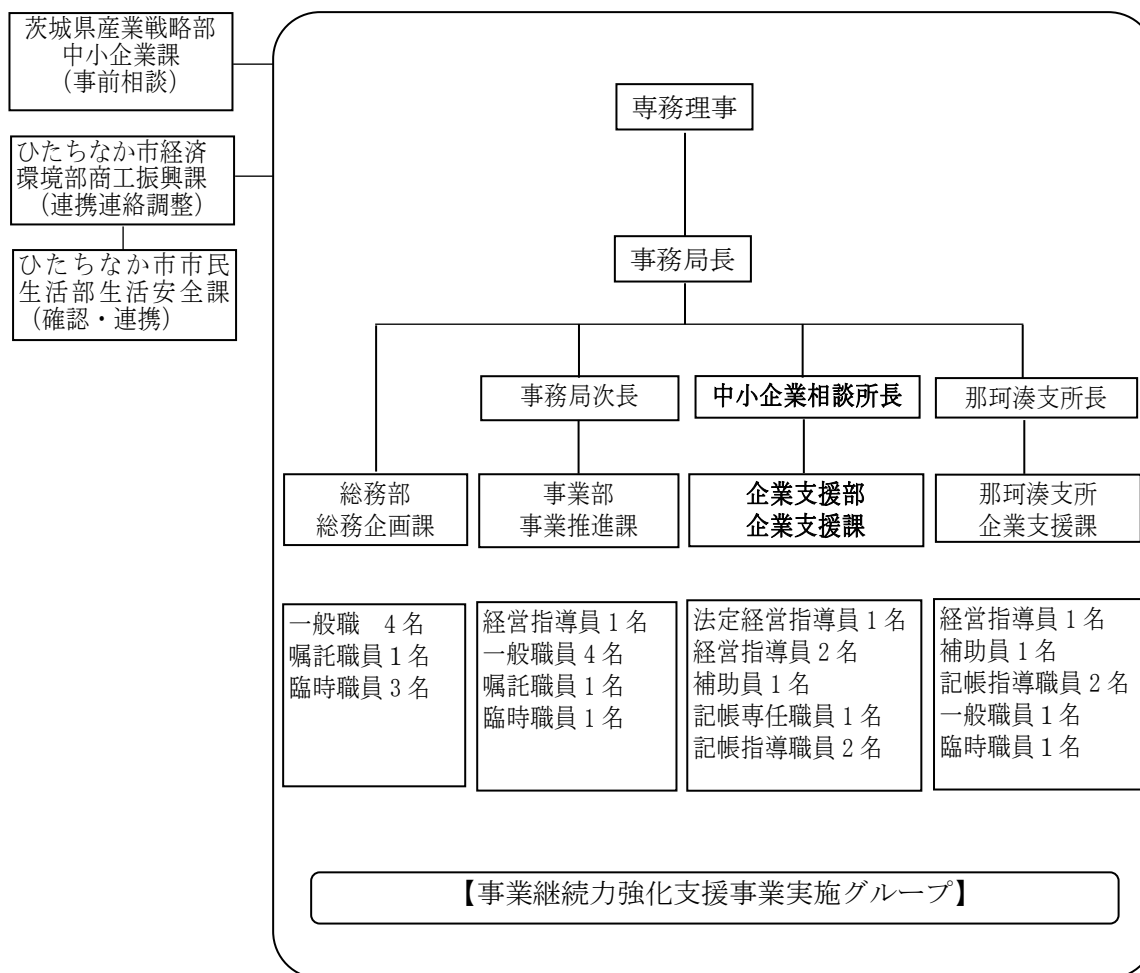 茨城県産業戦略部
中小企業課
(事前相談)
ひたちなか市経済
環境部商工振興課
(連携連絡調整)
ひたちなか市市民
生活部生活安全課
(確認・連携)
専務理事
事務局長
事務局次長
中小企業相談所長
那珂湊支所長
総務部
総務企画課
事業部
事業推進課
企業支援部
企業支援課
那珂湊支所
企業支援課
一般職　4名
嘱託職員1名
臨時職員3名
経営指導員1名
一般職員4名
嘱託職員1名
臨時職員1名
法定経営指導員1名
経営指導員2名
補助員1名
記帳専任職員1名
記帳指導職員2名
経営指導員1名
補助員1名
記帳指導職員2名
一般職員1名
臨時職員1名
【事業継続力強化支援事業実施グループ】